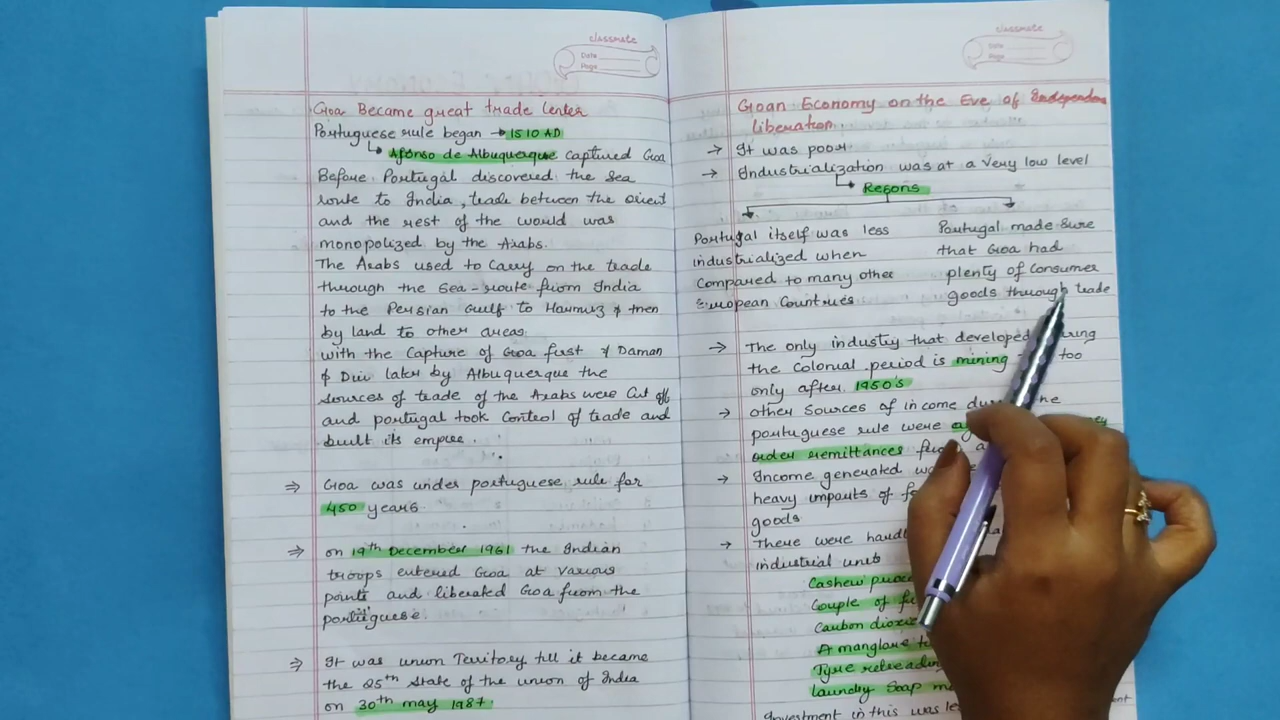 classmate
Date
Page
Goa Became great trade Center
Portuguese rule began → 1510 AD
Afonso de Albuquerque captured Goa
Before Portugal discovered the Sea
route to India, trade between the Orient
and the rest of the would was
monopolized by the Arabs.
The Arabs used to Carry on the trade
through the Sea-route from India
to the Persian Gulf to Harmuz & then
by land to other areas.
with the Capture of Goa first & Daman
& Diu later by Albuquerque the
sources of trade of the Arabs were Cut off
and portugal took Control of trade and
built its empire.
⇒ Goa was under portuguese rule for
450 years.
⇒ on 19th December 1961 the Indian
troops entered Goa at various
points and liberated Goa from the
portuguese.
⇒ It was union Territory till it became
the 25th state of the union of India
on 30th may 1987.
classmate
Date
Page
Goan Economy on the Eve of
liberation
→ It was poor
→ Industrialization was at a very low level
Resons
Portugal itself was less
industrialized when
Compared to many other
European Countries
Portugal made sure
that Goa had
plenty of consumer
goods through trade
→ The only industry that developed
the Colonial period is mining too
only after 1950's
→ other Sources of income
portuguese rule were
order remittances
→ Income generated
heavy imports of
goods
→ There were
industrial units
Cashew
Couple of
Carbon
A manglore
Tyre
laundry Soap
Investment in this was